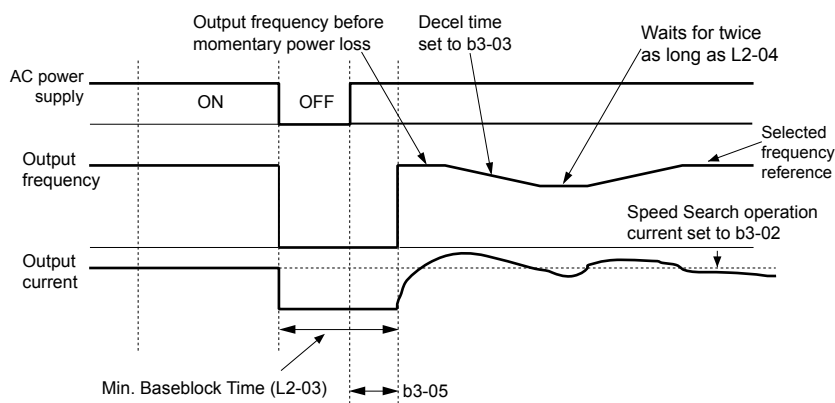 Output frequency before
momentary power loss
Decel time
set to b3-03
Waits for twice
as long as L2-04
AC power
supply
ON
OFF
Output
frequency
Selected
frequency
reference
Speed Search operation
current set to b3-02
Output
current
Min. Baseblock Time (L2-03)
b3-05